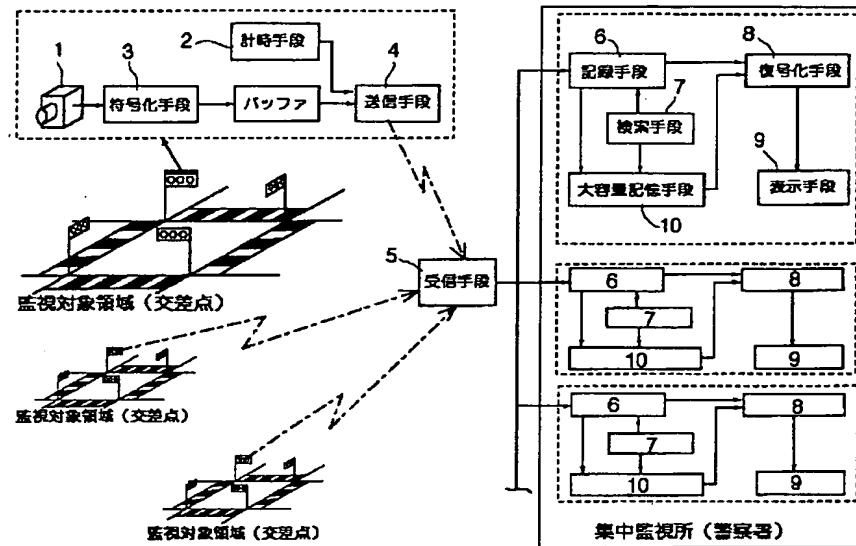 1
3
2
計時手段
4
符号化手段
バッファ
送信手段
監視対象領域(交差点)
監視対象領域(交差点)
監視対象領域(交差点)
5
受信手段
6
記録手段
7
検索手段
8
復号化手段
9
表示手段
大容量記憶手段
10
6
8
7
10
9
6
8
7
10
9
集中監視所(警察署)